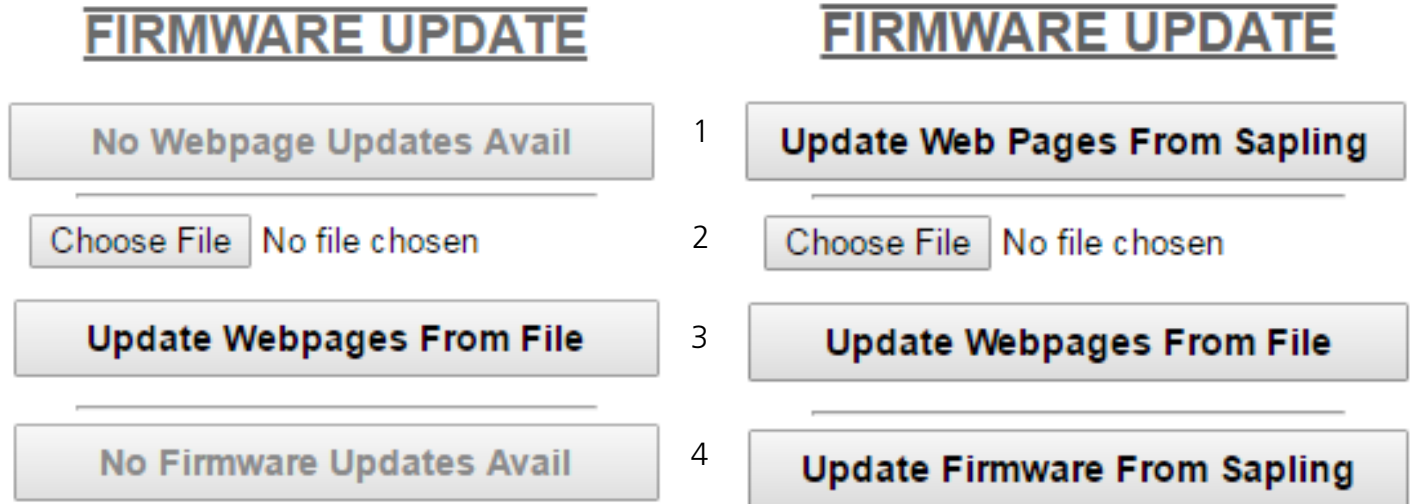 FIRMWARE UPDATE FIRMWARE UPDATE
No Webpage Updates Avail 1 Update Web Pages From Sapling
Choose File No file chosen 2 Choose File No file chosen
Update Webpages From File 3 Update Webpages From File
No Firmware Updates Avail 4 Update Firmware From Sapling